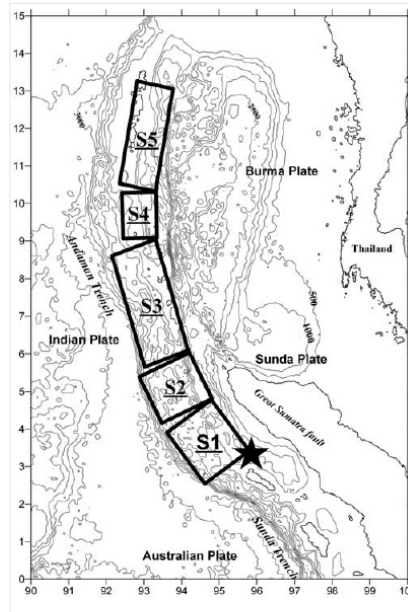 15
14
13
12
11
10
9
8
7
6
5
4
3
2
1
0
S5
Burma Plate
S4
Thailand
Andaman Trench
S3
500
1000
Indian Plate
Sunda Plate
S2
Great Sumatra fault
S1
Sunda Trench
Australian Plate
90 91 92 93 94 95 96 97 98 99 100